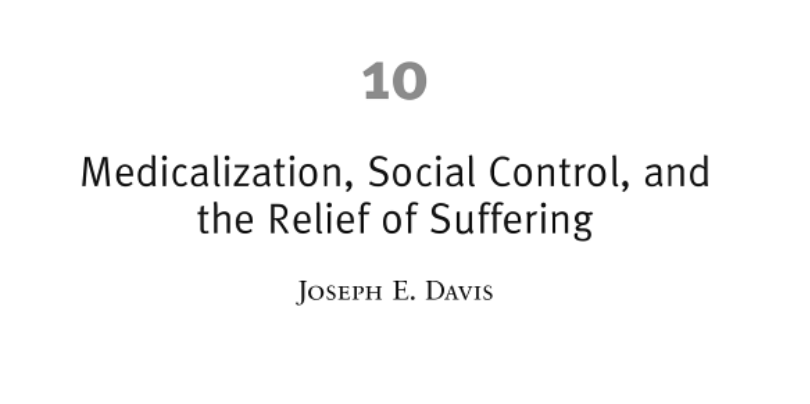 10
Medicalization, Social Control, and
the Relief of Suffering
Joseph E. Davis